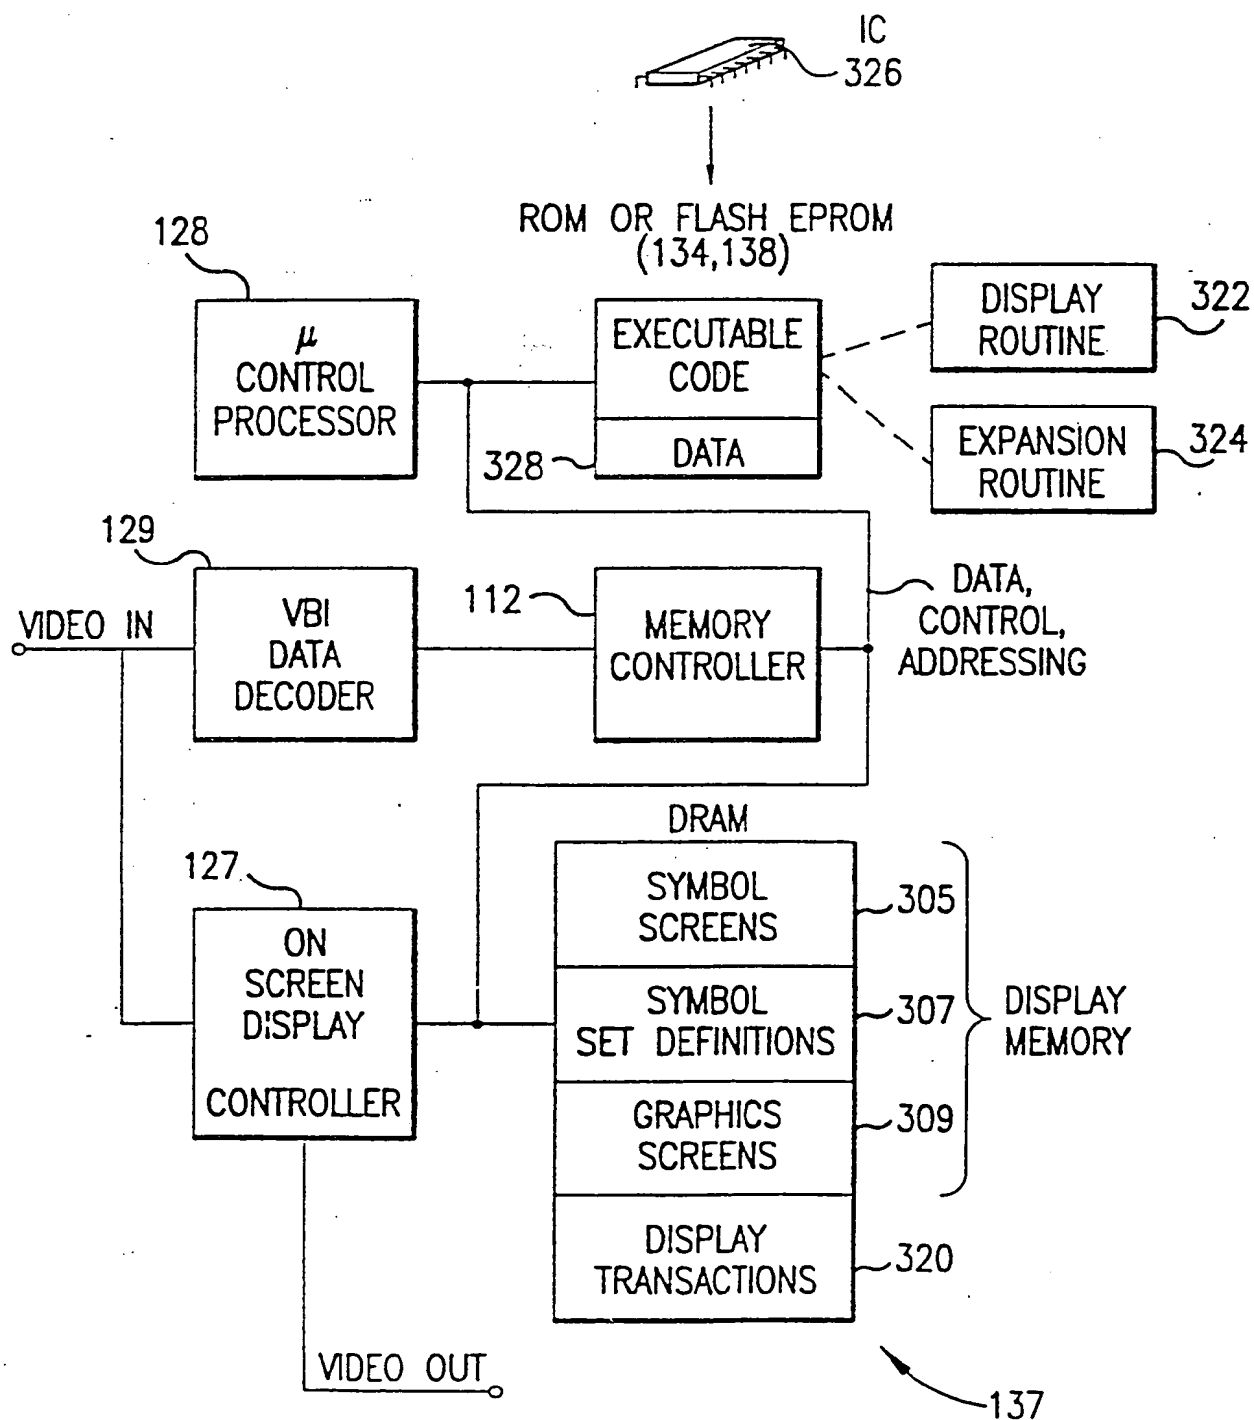 IC
326
ROM OR FLASH EPROM
(134,138)
128
μ
CONTROL
PROCESSOR
EXECUTABLE
CODE
328
DATA
DISPLAY
ROUTINE
322
EXPANSION
ROUTINE
324
129
VIDEO IN
VBI
DATA
DECODER
112
MEMORY
CONTROLLER
DATA,
CONTROL,
ADDRESSING
127
ON
SCREEN
DISPLAY
CONTROLLER
DRAM
SYMBOL
SCREENS
305
SYMBOL
SET DEFINITIONS
307
GRAPHICS
SCREENS
309
DISPLAY
MEMORY
DISPLAY
TRANSACTIONS
320
VIDEO OUT
137